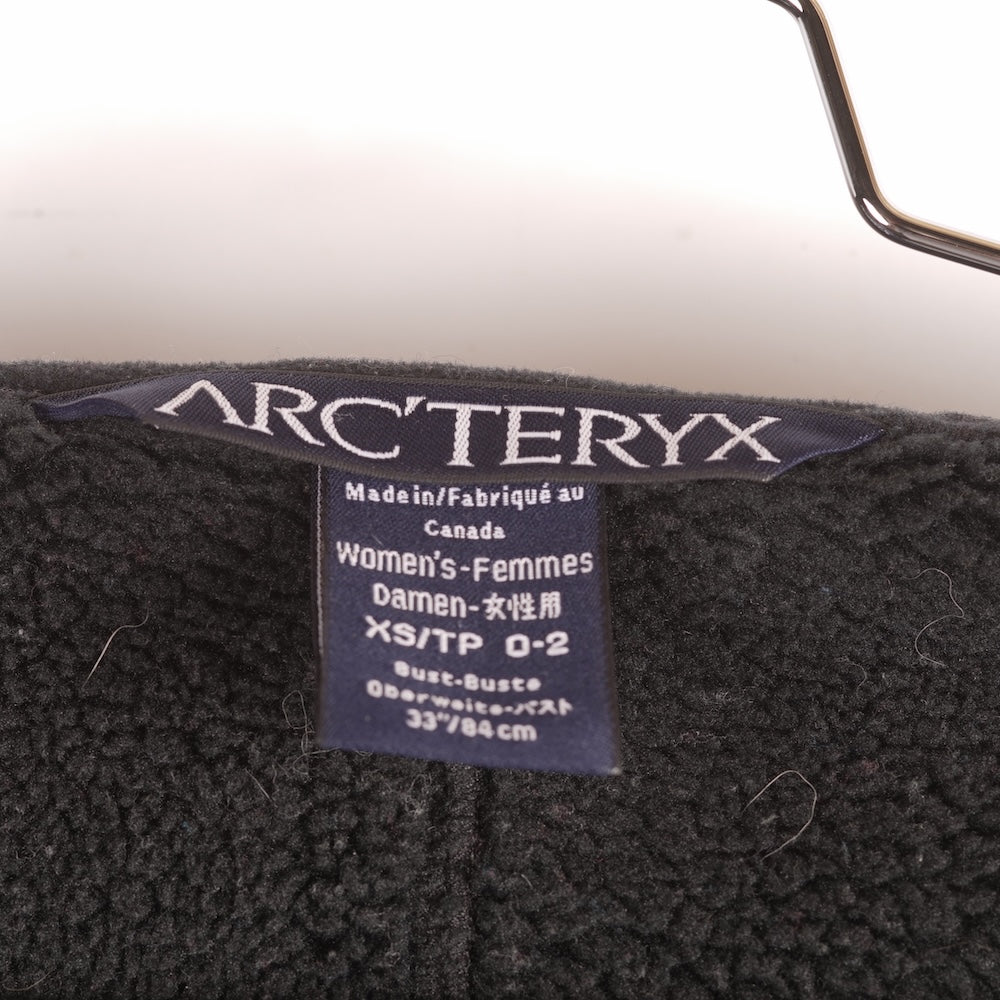 ARC'TERYX
Made in/Fabriqué au
Canada
Women's-Femmes
Damen-女性用
XS/TP 0-2
Bust-Buste
Oberweite-バスト
33"/84cm